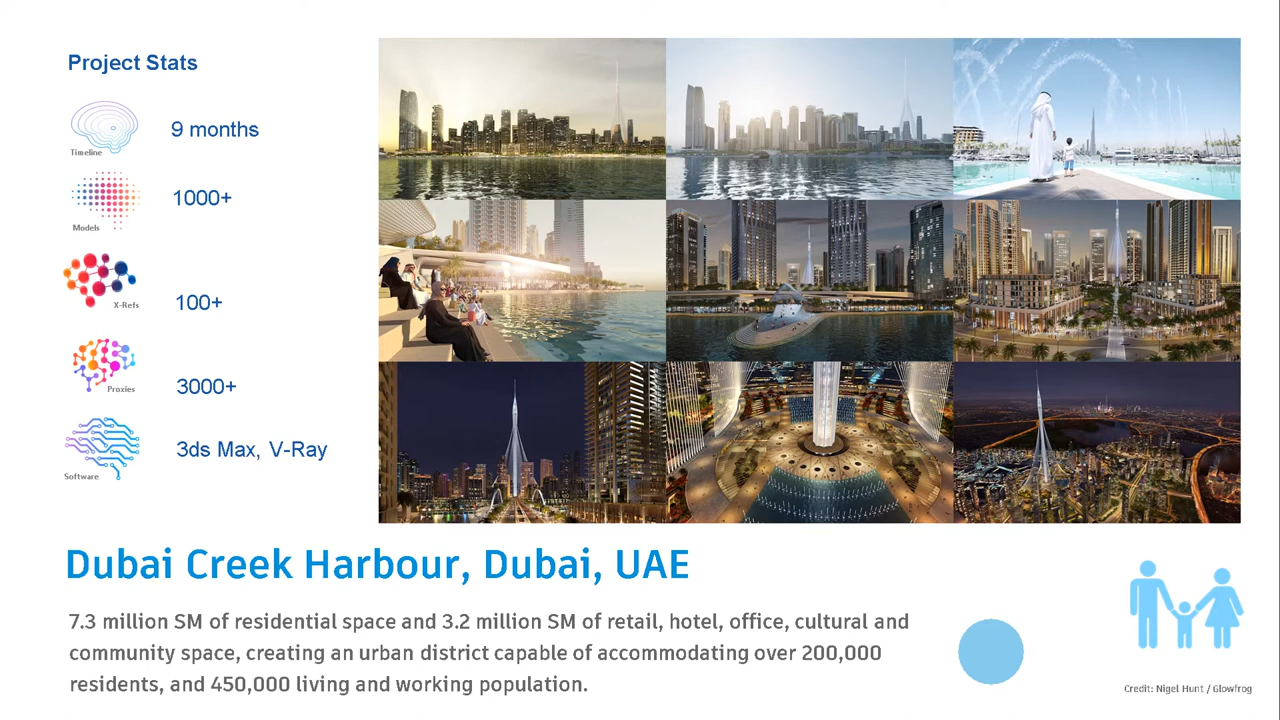 Project Stats
Timeline
9 months
Models
1000+
X-Refs
100+
Proxies
3000+
Software
3ds Max, V-Ray
Dubai Creek Harbour, Dubai, UAE
7.3 million SM of residential space and 3.2 million SM of retail, hotel, office, cultural and
community space, creating an urban district capable of accommodating over 200,000
residents, and 450,000 living and working population.
Credit: Nigel Hunt / Glowfrog